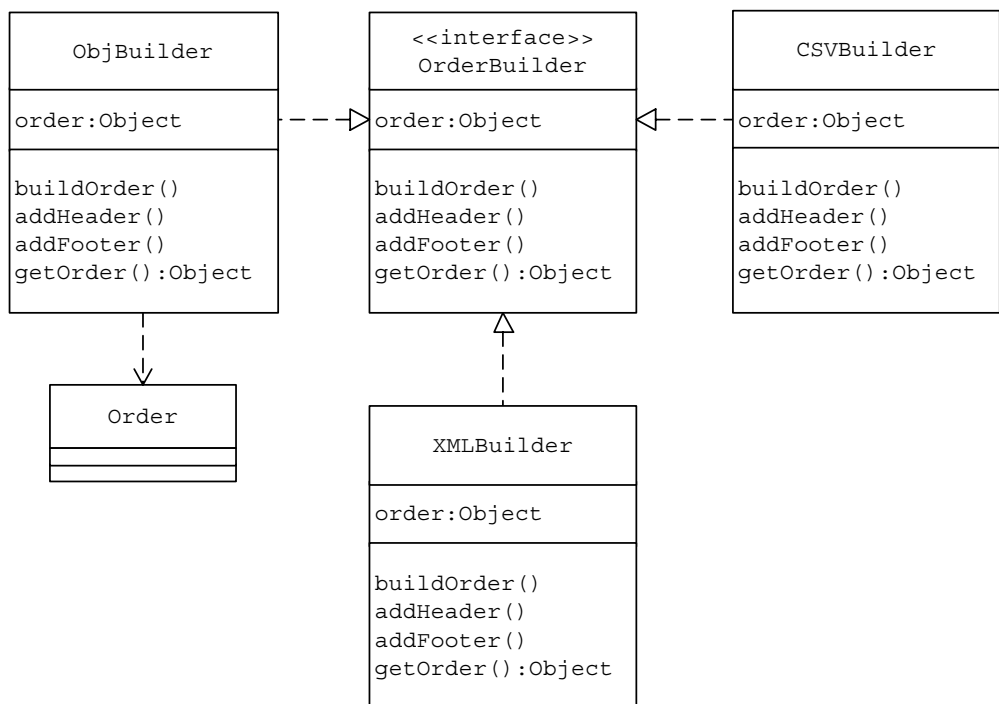 ObjBuilder
order:Object
buildOrder()
addHeader()
addFooter()
getOrder():Object
<<interface>>
OrderBuilder
order:Object
buildOrder()
addHeader()
addFooter()
getOrder():Object
CSVBuilder
order:Object
buildOrder()
addHeader()
addFooter()
getOrder():Object
Order
XMLBuilder
order:Object
buildOrder()
addHeader()
addFooter()
getOrder():Object